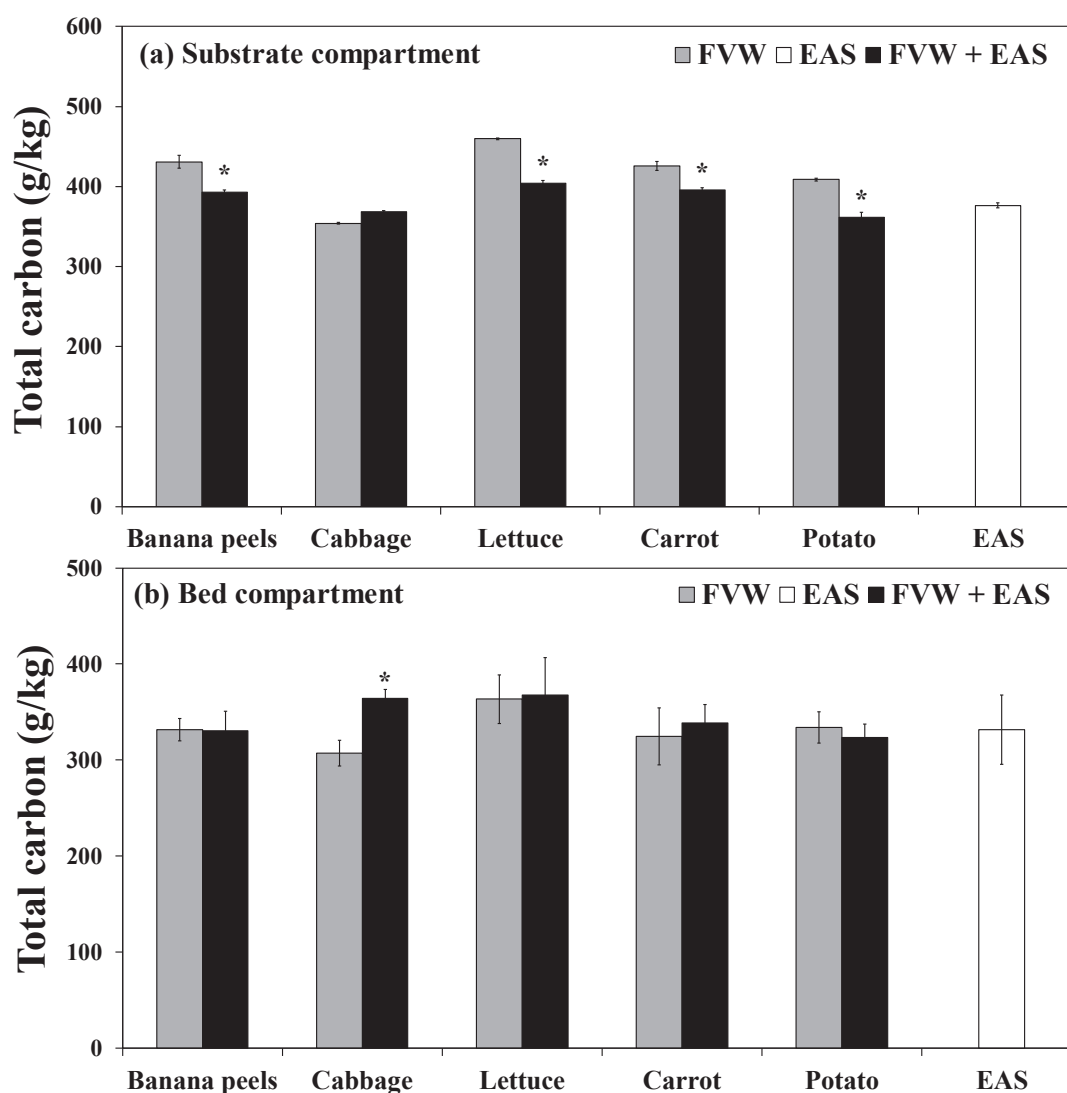 600
(a) Substrate compartment
FVW EAS FVW + EAS
500
*
*
*
*
400
300
200
100
0
Total carbon (g/kg)
Banana peels Cabbage Lettuce Carrot Potato EAS
500
(b) Bed compartment
FVW EAS FVW + EAS
400
*
300
200
100
0
Total carbon (g/kg)
Banana peels Cabbage Lettuce Carrot Potato EAS